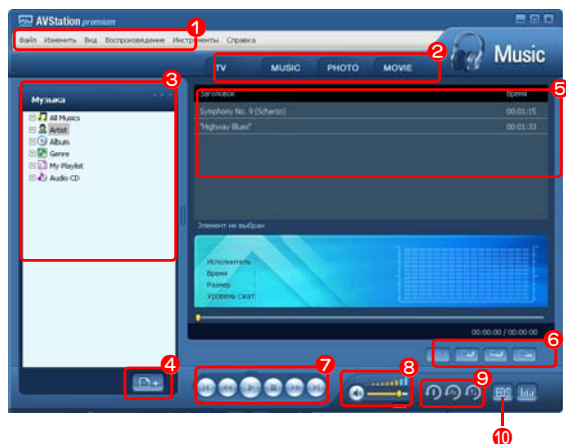 AVStation premium
1
Файл Изменить Вид Воспроизведение Инструменты Справка
2
TV MUSIC PHOTO MOVIE
Music
3
Музыка
All Musics
Artist
Album
Genre
My Playlist
Audio CD
4
5
Заголовок Время
Symphony No. 9 (Scherzo) 00:01:15
"Highway Blues" 00:01:33
Элемент не выбран
Исполнитель
Время
Размер
Уровень сжат
00:00:00 / 00:00:00
6
7
8
9
EDS
10